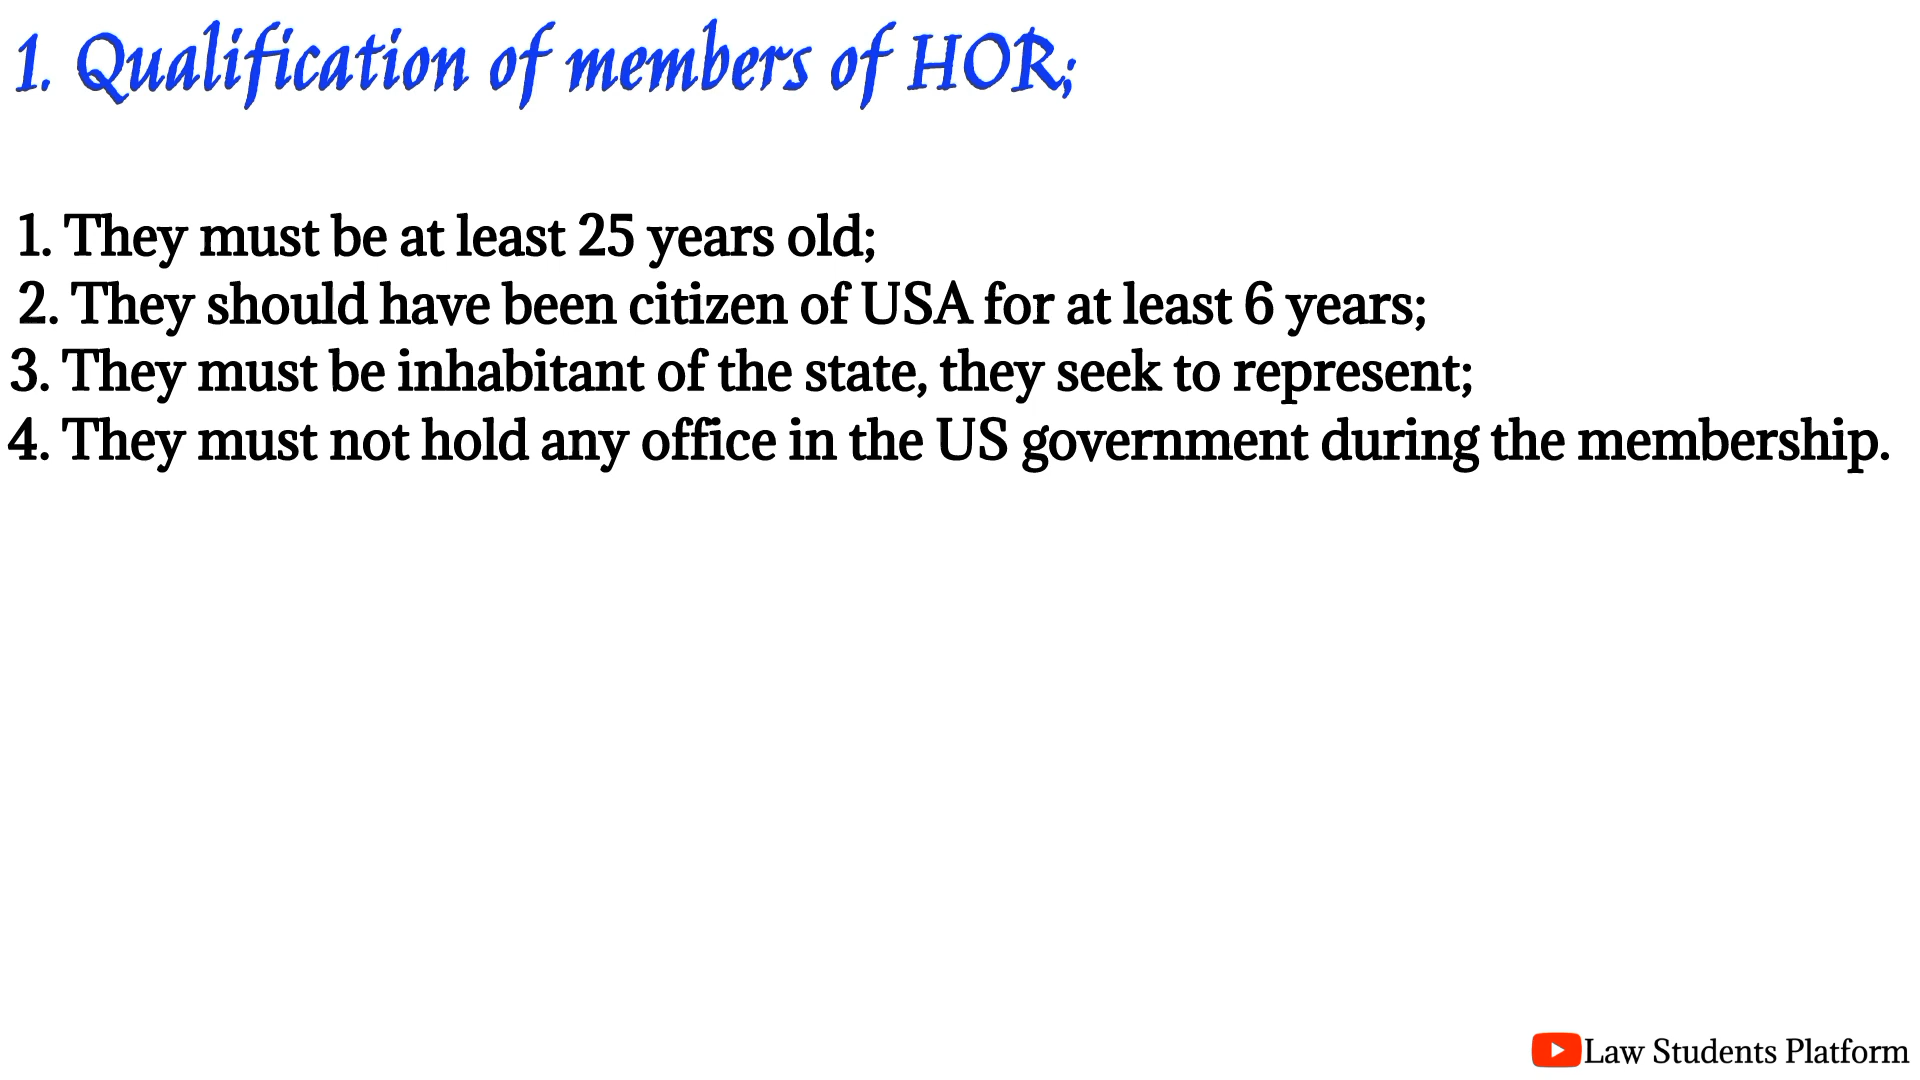 1. Qualification of members of HOR;
1. They must be at least 25 years old;
2. They should have been citizen of USA for at least 6 years;
3. They must be inhabitant of the state, they seek to represent;
4. They must not hold any office in the US government during the membership.
Law Students Platform